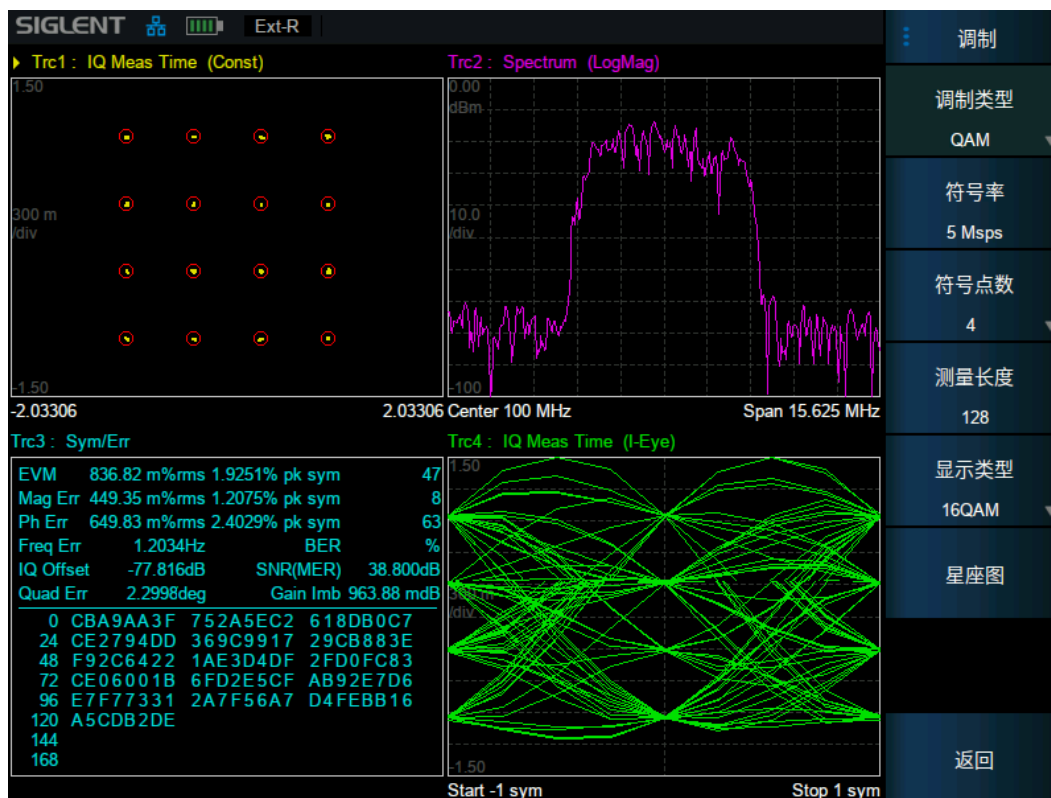 SIGLENT Ext-R
Trc1 : IQ Meas Time (Const)
1.50
300 m
/div
-1.50
-2.03306 2.03306
Trc2 : Spectrum (LogMag)
0.00
dBm
10.0
/div
-100
Center 100 MHz Span 15.625 MHz
Trc3 : Sym/Err
EVM 836.82 m%rms 1.9251% pk sym 47
Mag Err 449.35 m%rms 1.2075% pk sym 8
Ph Err 649.83 m%rms 2.4029% pk sym 63
Freq Err 1.2034Hz BER %
IQ Offset -77.816dB SNR(MER) 38.800dB
Quad Err 2.2998deg Gain Imb 963.88 mdB
0 CBA9AA3F 752A5EC2 618DB0C7
24 CE2794DD 369C9917 29CB883E
48 F92C6422 1AE3D4DF 2FD0FC83
72 CE06001B 6FD2E5CF AB92E7D6
96 E7F77331 2A7F56A7 D4FEBB16
120 A5CDB2DE
144
168
Trc4 : IQ Meas Time (I-Eye)
1.50
/div
-1.50
Start -1 sym Stop 1 sym
调制
调制类型
QAM
符号率
5 Msps
符号点数
4
测量长度
128
显示类型
16QAM
星座图
返回